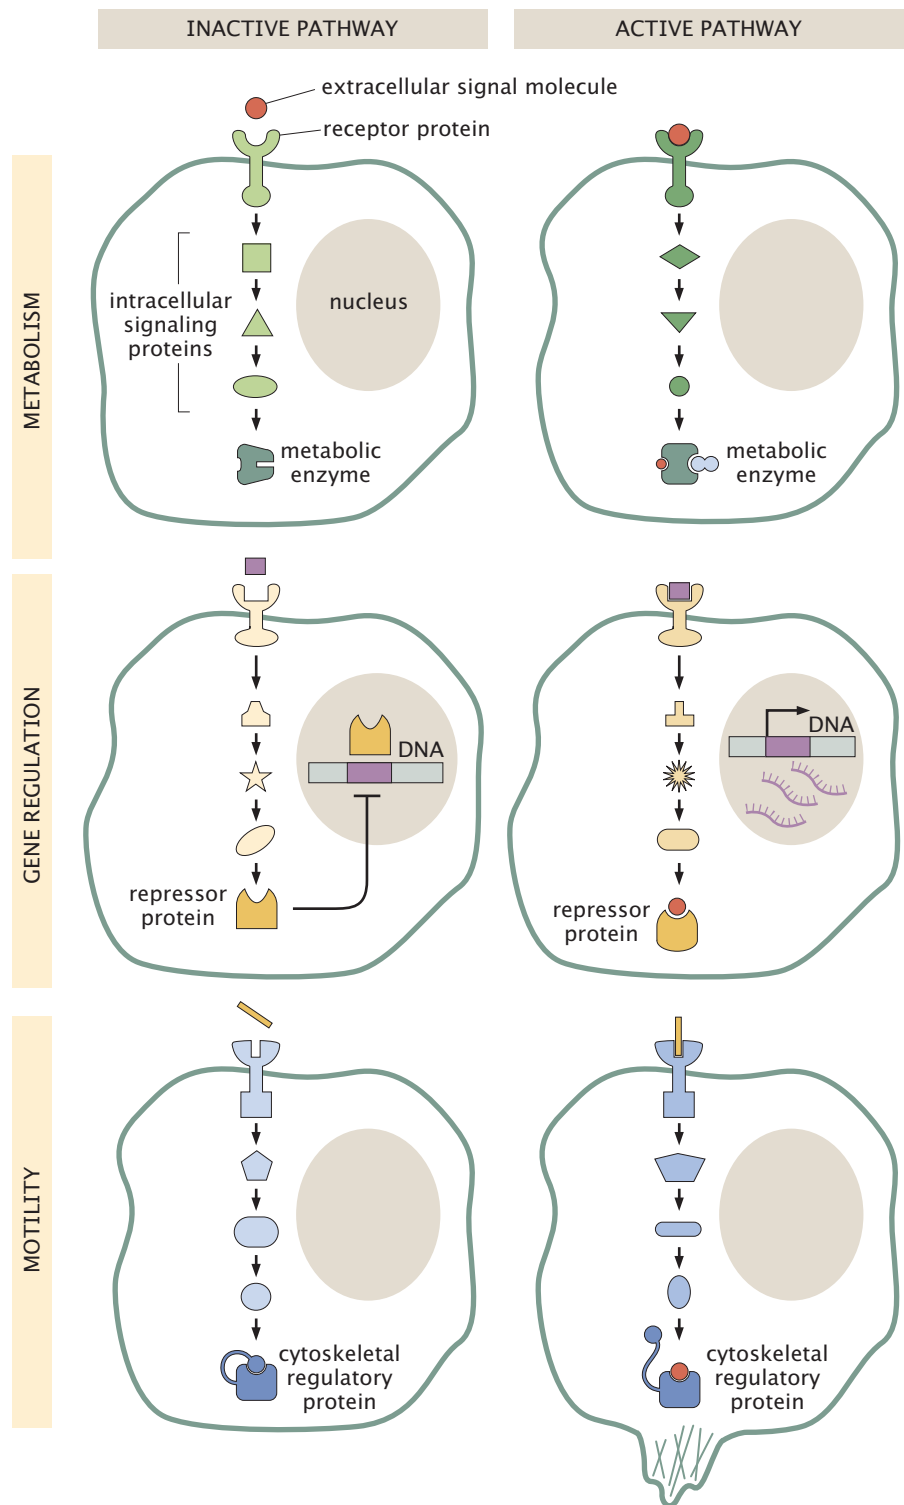 INACTIVE PATHWAY
ACTIVE PATHWAY
extracellular signal molecule
receptor protein
METABOLISM
intracellular
signaling
proteins
nucleus
metabolic
enzyme
metabolic
enzyme
GENE REGULATION
DNA
repressor
protein
DNA
repressor
protein
MOTILITY
cytoskeletal
regulatory
protein
cytoskeletal
regulatory
protein